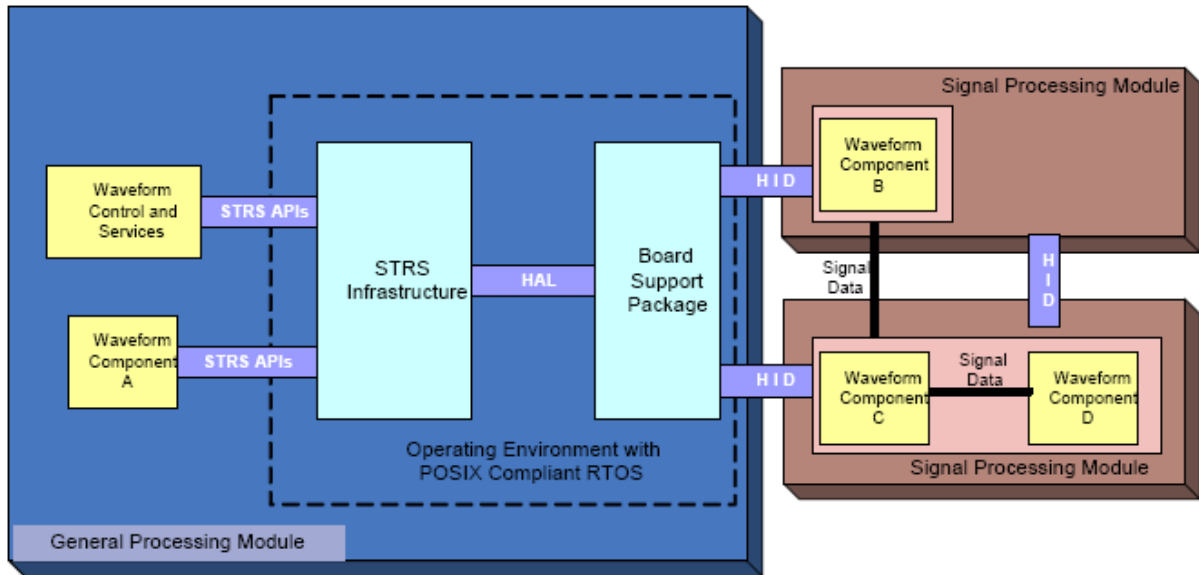 Signal Processing Module
Waveform
Component
B
Waveform
Control and
Services
STRS APIs
STRS
Infrastructure
HAL
Board
Support
Package
H I D
Signal
Data
H I D
Waveform
Component
A
STRS APIs
H I D
Waveform
Component
C
Signal
Data
Waveform
Component
D
Signal Processing Module
Operating Environment with
POSIX Compliant RTOS
General Processing Module